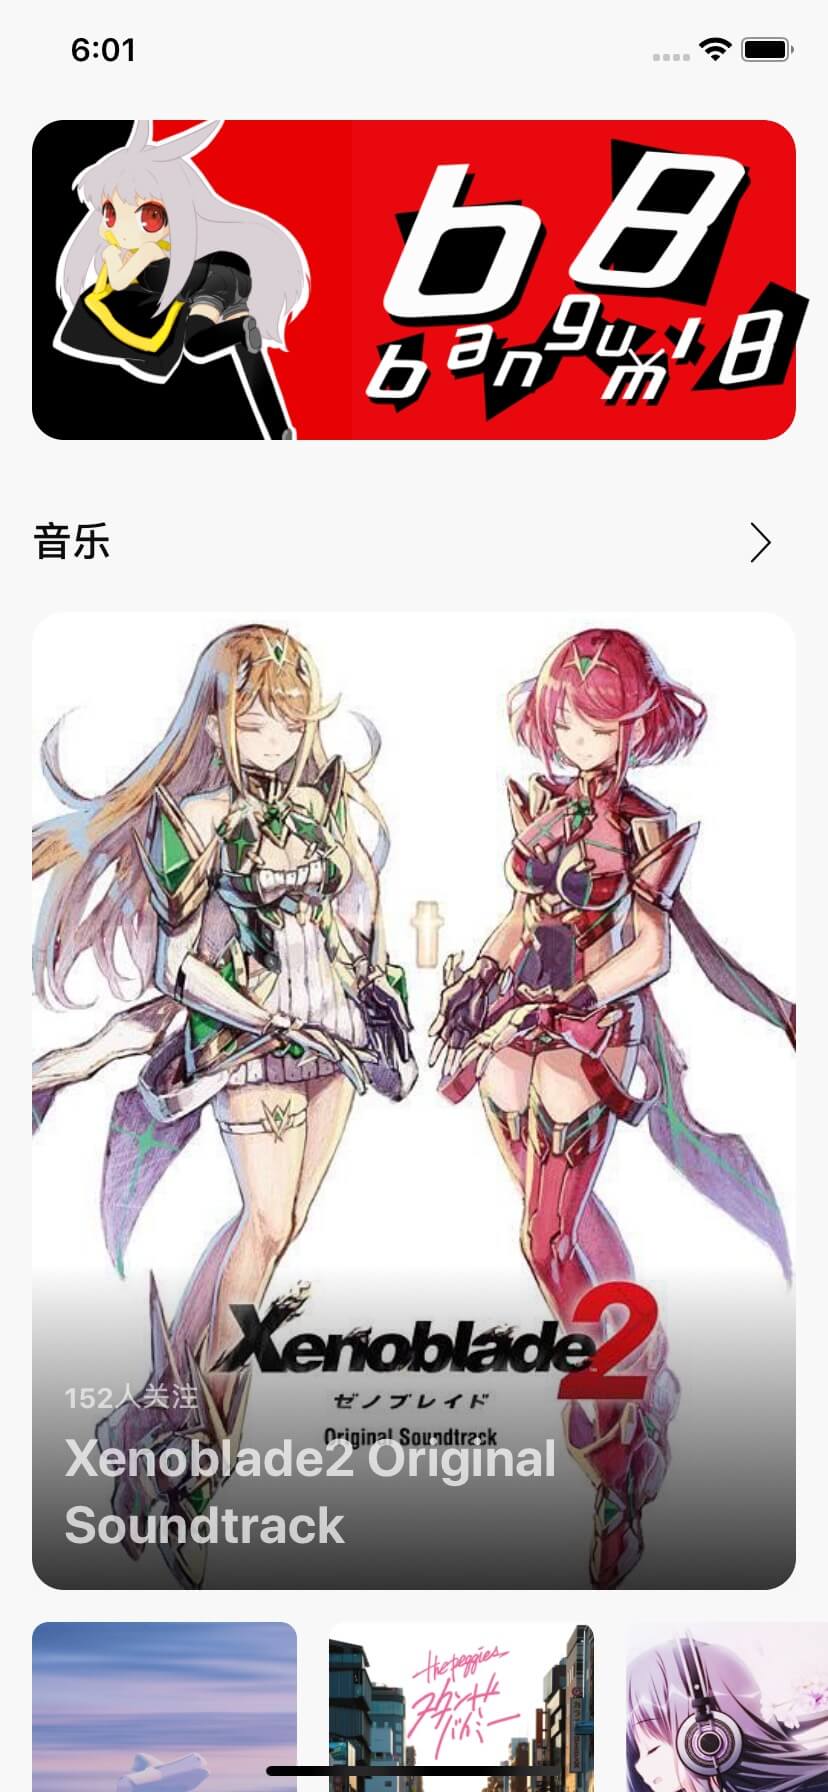 6:01
b8
bangumi8
音乐
Xenoblade2
ゼノブレイド
Original Soundtrack
152人关注
Xenoblade2 Original
Soundtrack
the peggies
スタンドバイミー